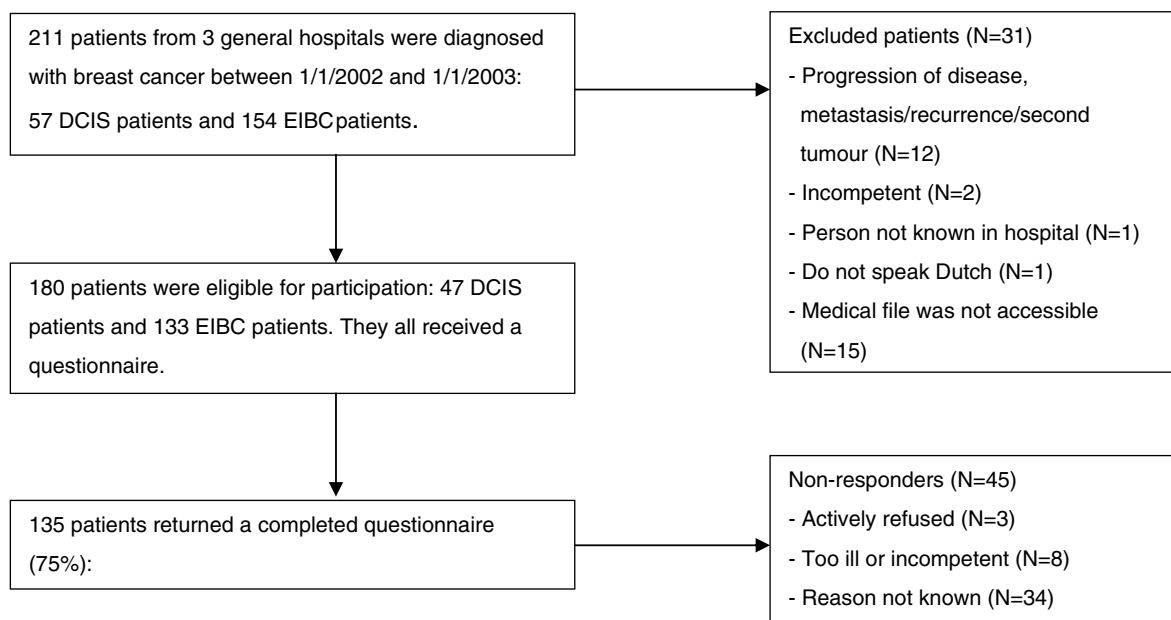 211 patients from 3 general hospitals were diagnosed
with breast cancer between 1/1/2002 and 1/1/2003:
57 DCIS patients and 154 EIBC patients.
Excluded patients (N=31)
- Progression of disease,
metastasis/recurrence/second
tumour (N=12)
- Incompetent (N=2)
- Person not known in hospital (N=1)
- Do not speak Dutch (N=1)
- Medical file was not accessible
(N=15)
180 patients were eligible for participation: 47 DCIS
patients and 133 EIBC patients. They all received a
questionnaire.
135 patients returned a completed questionnaire
(75%):
Non-responders (N=45)
- Actively refused (N=3)
- Too ill or incompetent (N=8)
- Reason not known (N=34)